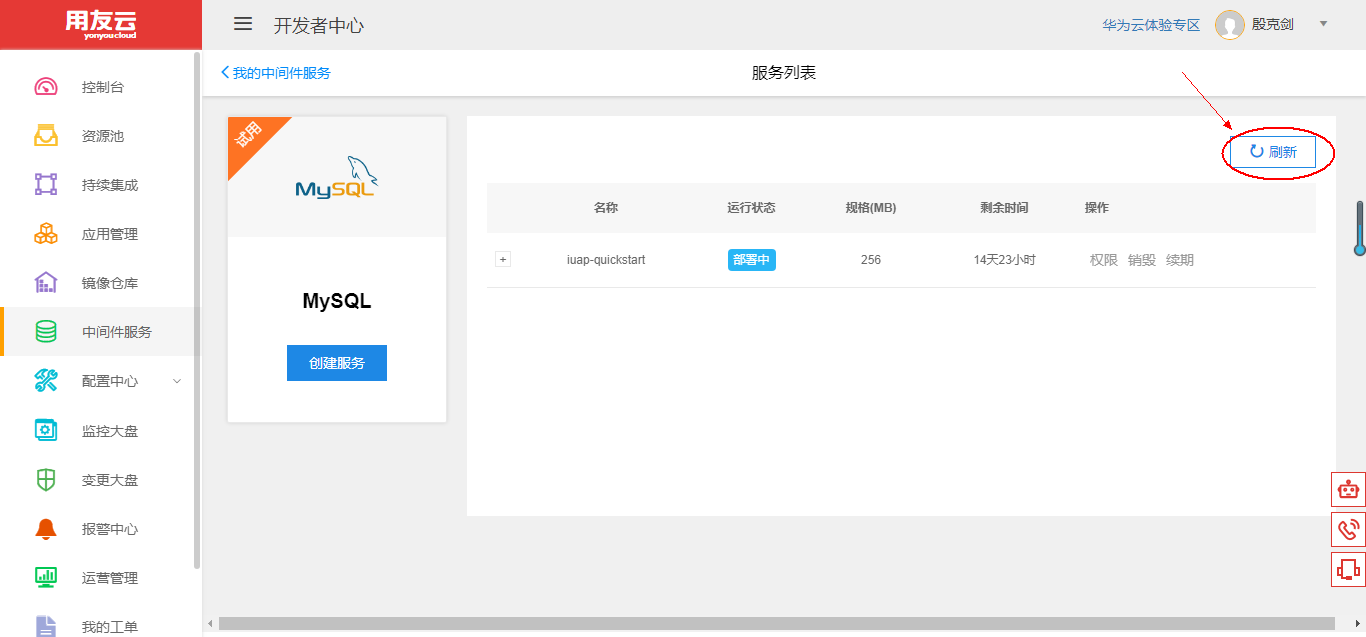 用友云
yonyoucloud
开发者中心
华为云体验专区
殷克剑
控制台
资源池
持续集成
应用管理
镜像仓库
中间件服务
配置中心
监控大盘
变更大盘
报警中心
运营管理
我的工单
我的中间件服务
服务列表
试用
MySQL
MySQL
创建服务
刷新
名称 运行状态 规格(MB) 剩余时间 操作
+ iuap-quickstart 部署中 256 14天23小时 权限 销毁 续期